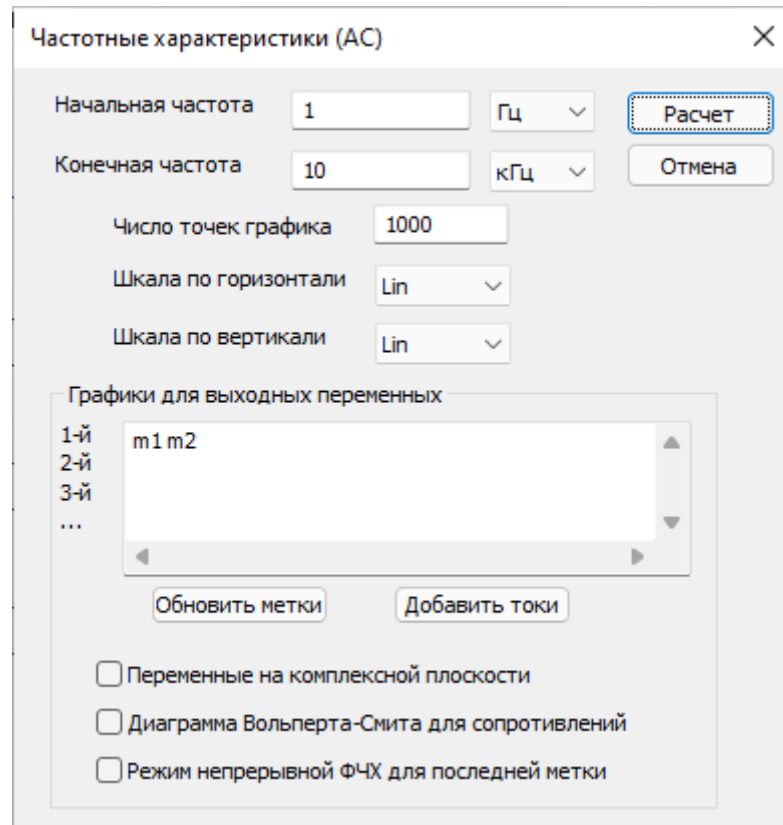 Частотные характеристики (AC)
Начальная частота 1 Гц Расчет
Конечная частота 10 кГц Отмена
Число точек графика 1000
Шкала по горизонтали Lin
Шкала по вертикали Lin
Графики для выходных переменных
1-й m1 m2
2-й
3-й
...
Обновить метки Добавить токи
Переменные на комплексной плоскости
Диаграмма Вольперта-Смита для сопротивлений
Режим непрерывной ФЧХ для последней метки